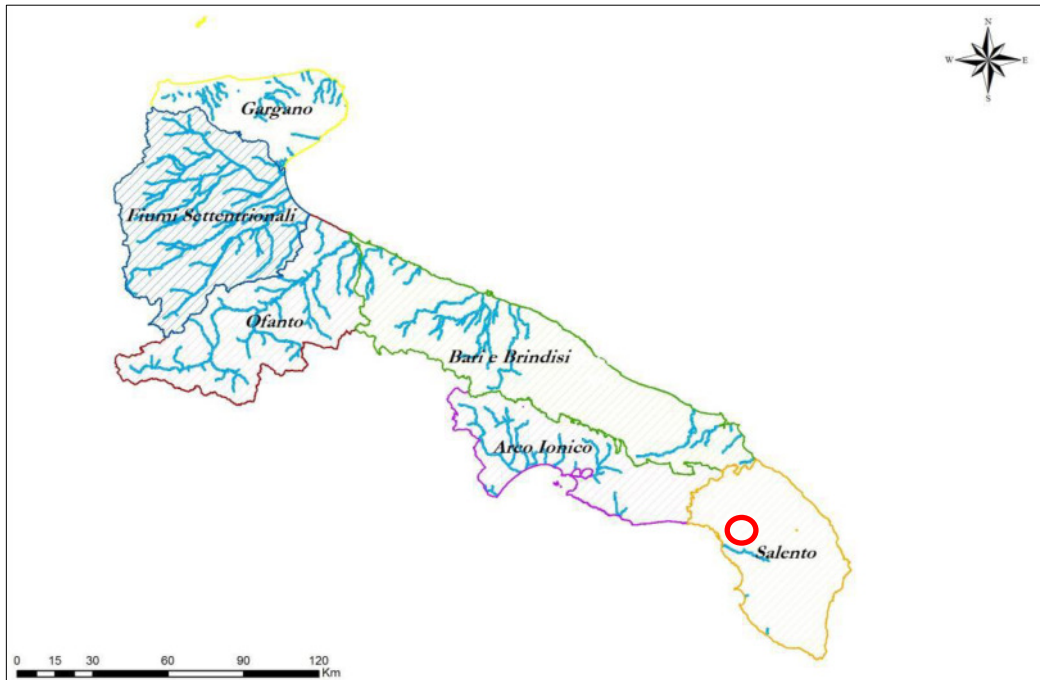 N
W E
S
Gargano
Fiumi Settentrionali
Ofanto
Bari e Brindisi
Arco Ionico
Salento
0 15 30 60 90 120
Km